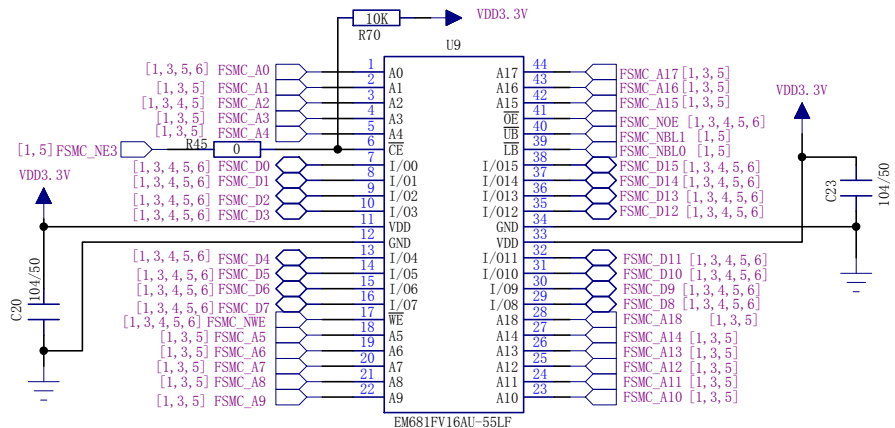 10K
VDD3.3V
R70
U9
[1, 3, 5, 6] FSMC_A0 1 A0 A17 44 FSMC_A17 [1, 3, 5]
[1, 3, 5] FSMC_A1 2 A1 A16 43 FSMC_A16 [1, 3, 5]
[1, 3, 4, 5] FSMC_A2 3 A2 A15 42 FSMC_A15 [1, 3, 5]
[1, 3, 5] FSMC_A3 4 A3 OE 41 FSMC_NOE [1, 3, 4, 5, 6]
[1, 3, 5] FSMC_A4 5 A4 UB 40 FSMC_NBL1 [1, 5]
[1, 5] FSMC_NE3 R45 0 6 CE LB 39 FSMC_NBL0 [1, 5]
[1, 3, 4, 5, 6] FSMC_D0 7 I/O0 I/O15 38 FSMC_D15 [1, 3, 4, 5, 6]
[1, 3, 4, 5, 6] FSMC_D1 8 I/O1 I/O14 37 FSMC_D14 [1, 3, 4, 5, 6]
[1, 3, 4, 5, 6] FSMC_D2 9 I/O2 I/O13 36 FSMC_D13 [1, 3, 4, 5, 6]
[1, 3, 4, 5, 6] FSMC_D3 10 I/O3 I/O12 35 FSMC_D12 [1, 3, 4, 5, 6]
11 VDD GND 34
12 GND VDD 33
[1, 3, 4, 5, 6] FSMC_D4 13 I/O4 I/O11 32 FSMC_D11 [1, 3, 4, 5, 6]
[1, 3, 4, 5, 6] FSMC_D5 14 I/O5 I/O10 31 FSMC_D10 [1, 3, 4, 5, 6]
[1, 3, 4, 5, 6] FSMC_D6 15 I/O6 I/O9 30 FSMC_D9 [1, 3, 4, 5, 6]
[1, 3, 4, 5, 6] FSMC_D7 16 I/O7 I/O8 29 FSMC_D8 [1, 3, 4, 5, 6]
[1, 3, 4, 5, 6] FSMC_NWE 17 WE A18 28 FSMC_A18 [1, 3, 5]
[1, 3, 5] FSMC_A5 18 A5 A14 27 FSMC_A14 [1, 3, 5]
[1, 3, 5] FSMC_A6 19 A6 A13 26 FSMC_A13 [1, 3, 5]
[1, 3, 5] FSMC_A7 20 A7 A12 25 FSMC_A12 [1, 3, 5]
[1, 3, 5] FSMC_A8 21 A8 A11 24 FSMC_A11 [1, 3, 5]
[1, 3, 5] FSMC_A9 22 A9 A10 23 FSMC_A10 [1, 3, 5]
EM681FV16AU-55LF
VDD3.3V
C20
104/50
VDD3.3V
C23
104/50